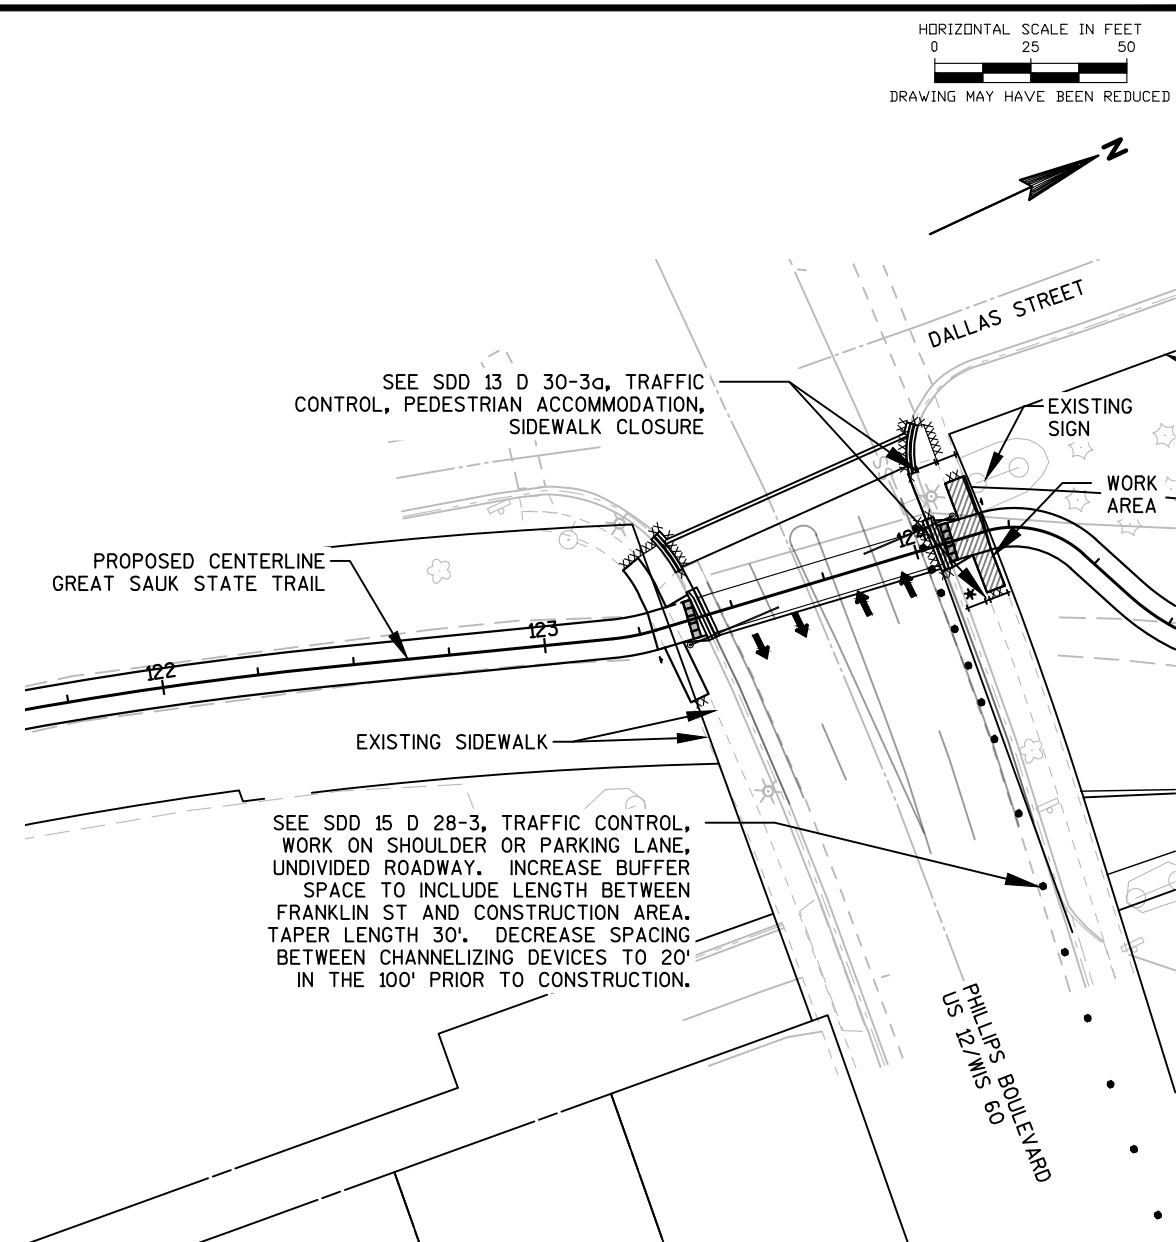 HORIZONTAL SCALE IN FEET
0 25 50
DRAWING MAY HAVE BEEN REDUCED
N
DALLAS STREET
SEE SDD 13 D 30-3a, TRAFFIC
CONTROL, PEDESTRIAN ACCOMMODATION,
SIDEWALK CLOSURE
EXISTING
SIGN
WORK
AREA
PROPOSED CENTERLINE
GREAT SAUK STATE TRAIL
122
123
*
EXISTING SIDEWALK
SEE SDD 15 D 28-3, TRAFFIC CONTROL,
WORK ON SHOULDER OR PARKING LANE,
UNDIVIDED ROADWAY. INCREASE BUFFER
SPACE TO INCLUDE LENGTH BETWEEN
FRANKLIN ST AND CONSTRUCTION AREA.
TAPER LENGTH 30'. DECREASE SPACING
BETWEEN CHANNELIZING DEVICES TO 20'
IN THE 100' PRIOR TO CONSTRUCTION.
PHILLIPS BOULEVARD
US 12/WIS 60